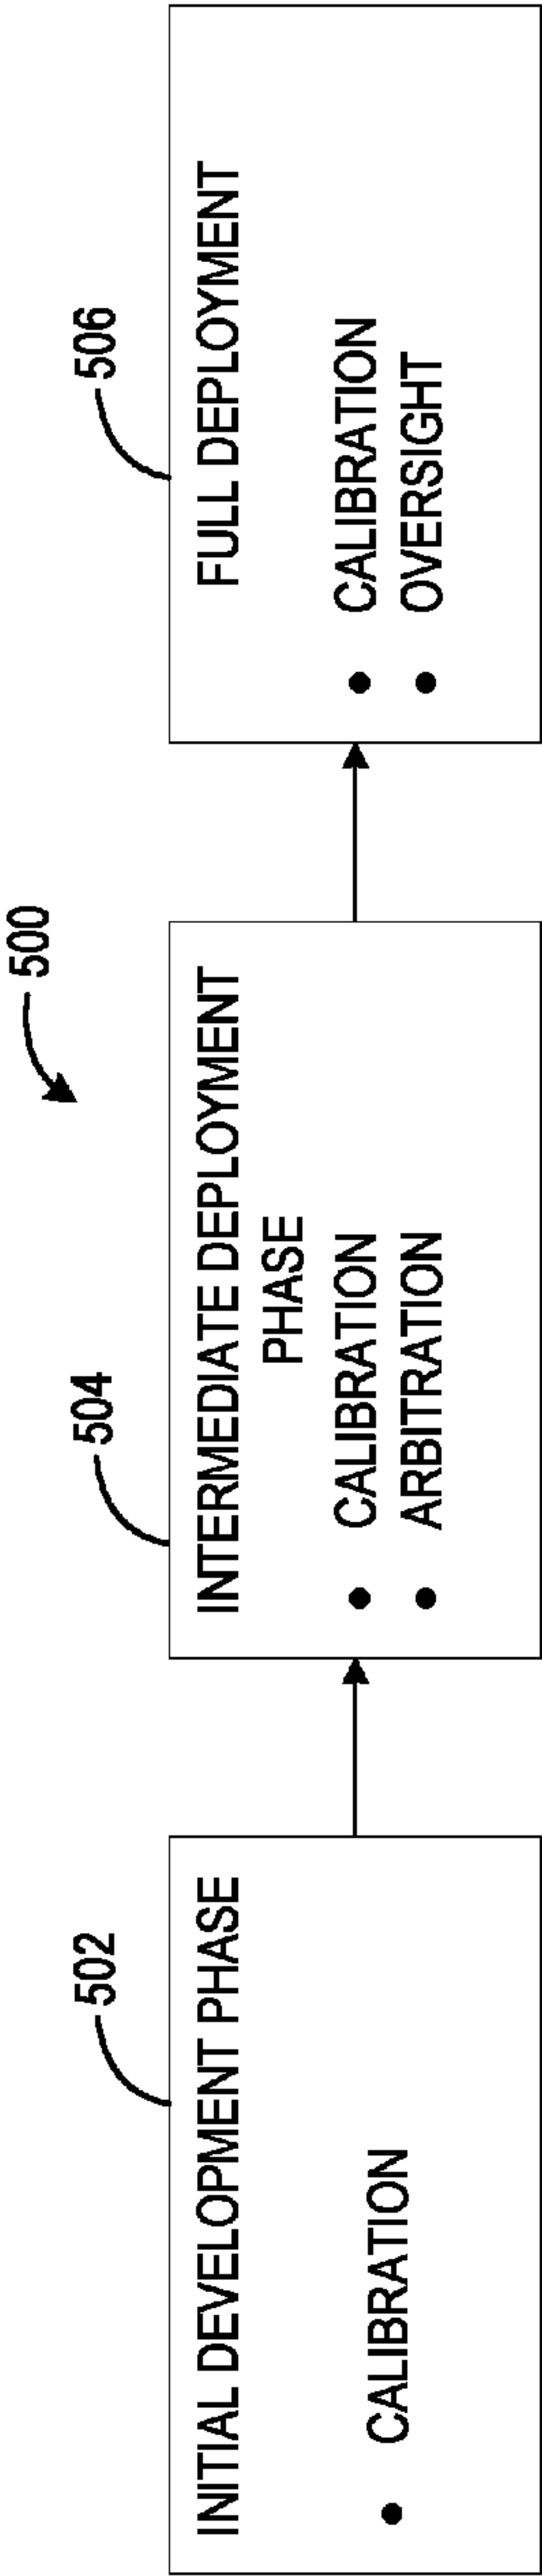 500
502
INITIAL DEVELOPMENT PHASE
• CALIBRATION
504
INTERMEDIATE DEPLOYMENT
PHASE
• CALIBRATION
• ARBITRATION
506
FULL DEPLOYMENT
• CALIBRATION
• OVERSIGHT